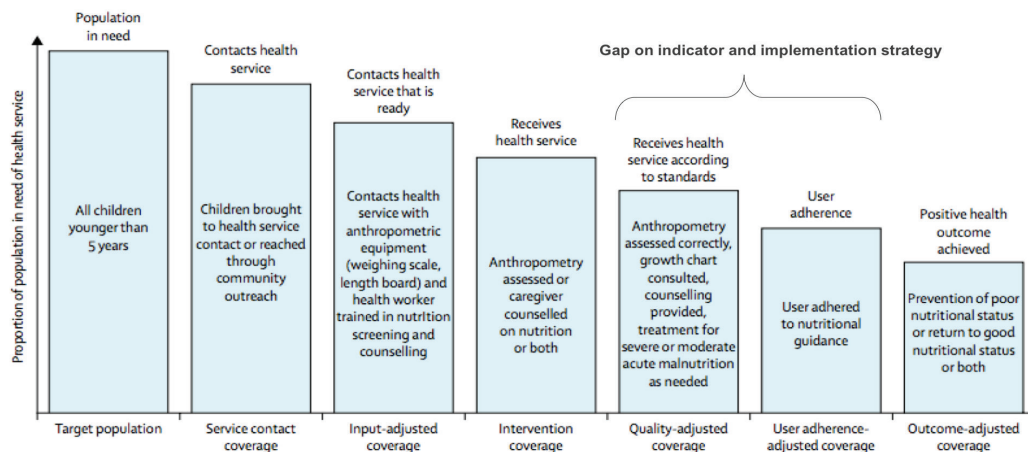 Gap on indicator and implementation strategy
Proportion of population in need of health service
Population
in need
All children
younger than
5 years
Target population
Contacts health
service
Children brought
to health service
contact or reached
through
community
outreach
Service contact
coverage
Contacts health
service that is
ready
Contacts health
service with
anthropometric
equipment
(weighing scale,
length board) and
health worker
trained in nutrition
screening and
counselling
Input-adjusted
coverage
Receives
health service
Anthropometry
assessed or
caregiver
counselled
on nutrition
or both
Intervention
coverage
Receives health
service according
to standards
Anthropometry
assessed correctly,
growth chart
consulted,
counselling
provided,
treatment for
severe or moderate
acute malnutrition
as needed
Quality-adjusted
coverage
User
adherence
User adhered
to nutritional
guidance
User adherence-
adjusted coverage
Positive health
outcome
achieved
Prevention of poor
nutritional status
or return to good
nutritional status
or both
Outcome-adjusted
coverage